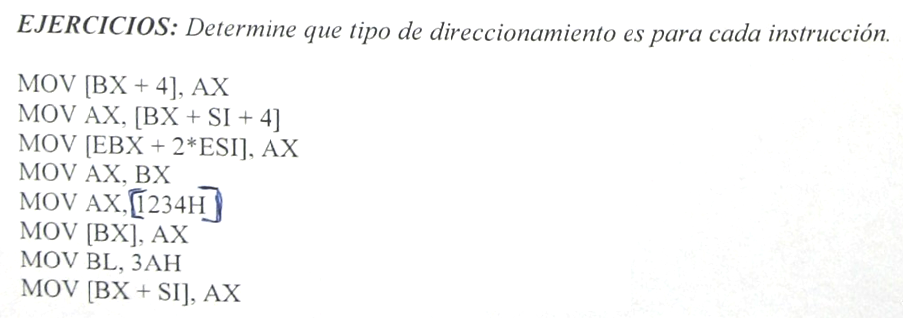 EJERCICIOS: Determine que tipo de direccionamiento es para cada instrucción.
MOV [BX + 4], AX
MOV AX, [BX + SI + 4]
MOV [EBX + 2*ESI], AX
MOV AX, BX
MOV AX, [1234H]
MOV [BX], AX
MOV BL, 3AH
MOV [BX + SI], AX